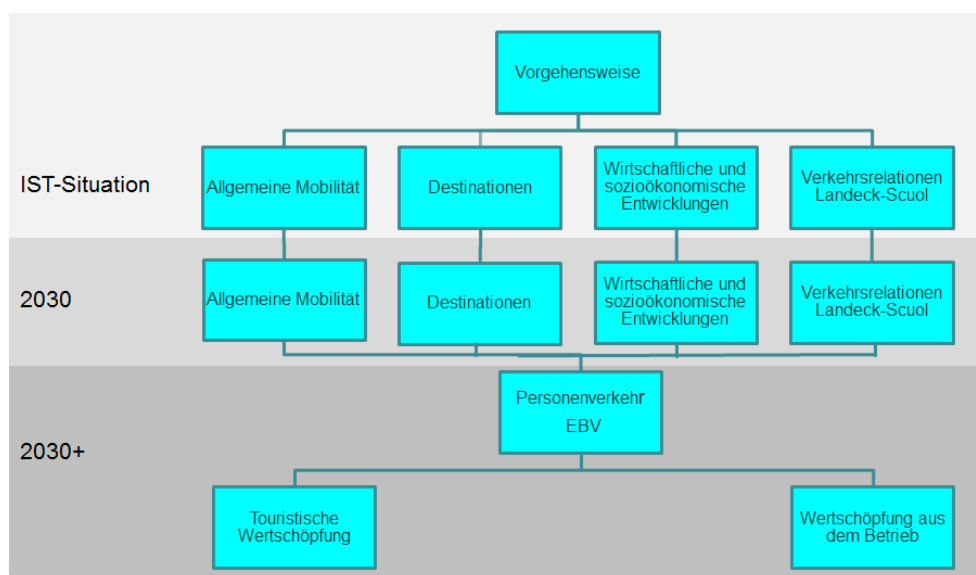 Vorgehensweise
IST-Situation
Allgemeine Mobilität
Destinationen
Wirtschaftliche und
sozioökonomische
Entwicklungen
Verkehrsrelationen
Landeck-Scuol
2030
Allgemeine Mobilität
Destinationen
Wirtschaftliche und
sozioökonomische
Entwicklungen
Verkehrsrelationen
Landeck-Scuol
2030+
Personenverkehr
EBV
Touristische
Wertschöpfung
Wertschöpfung aus
dem Betrieb